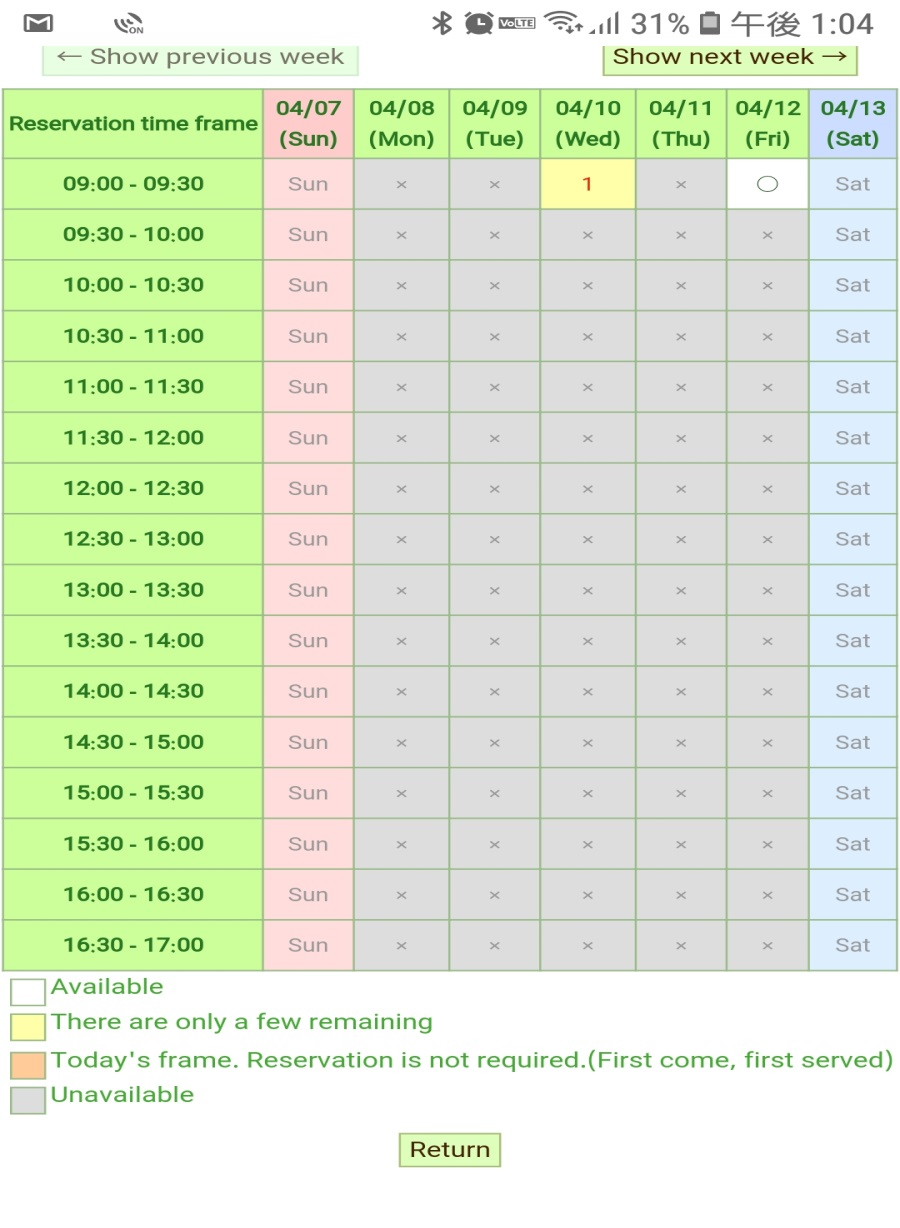 ON VoLTE 31% 午後 1:04
← Show previous week Show next week →
Reservation time frame 04/07 (Sun) 04/08 (Mon) 04/09 (Tue) 04/10 (Wed) 04/11 (Thu) 04/12 (Fri) 04/13 (Sat)
09:00 - 09:30 Sun × × 1 × ○ Sat
09:30 - 10:00 Sun × × × × × Sat
10:00 - 10:30 Sun × × × × × Sat
10:30 - 11:00 Sun × × × × × Sat
11:00 - 11:30 Sun × × × × × Sat
11:30 - 12:00 Sun × × × × × Sat
12:00 - 12:30 Sun × × × × × Sat
12:30 - 13:00 Sun × × × × × Sat
13:00 - 13:30 Sun × × × × × Sat
13:30 - 14:00 Sun × × × × × Sat
14:00 - 14:30 Sun × × × × × Sat
14:30 - 15:00 Sun × × × × × Sat
15:00 - 15:30 Sun × × × × × Sat
15:30 - 16:00 Sun × × × × × Sat
16:00 - 16:30 Sun × × × × × Sat
16:30 - 17:00 Sun × × × × × Sat
Available
There are only a few remaining
Today's frame. Reservation is not required.(First come, first served)
Unavailable
Return